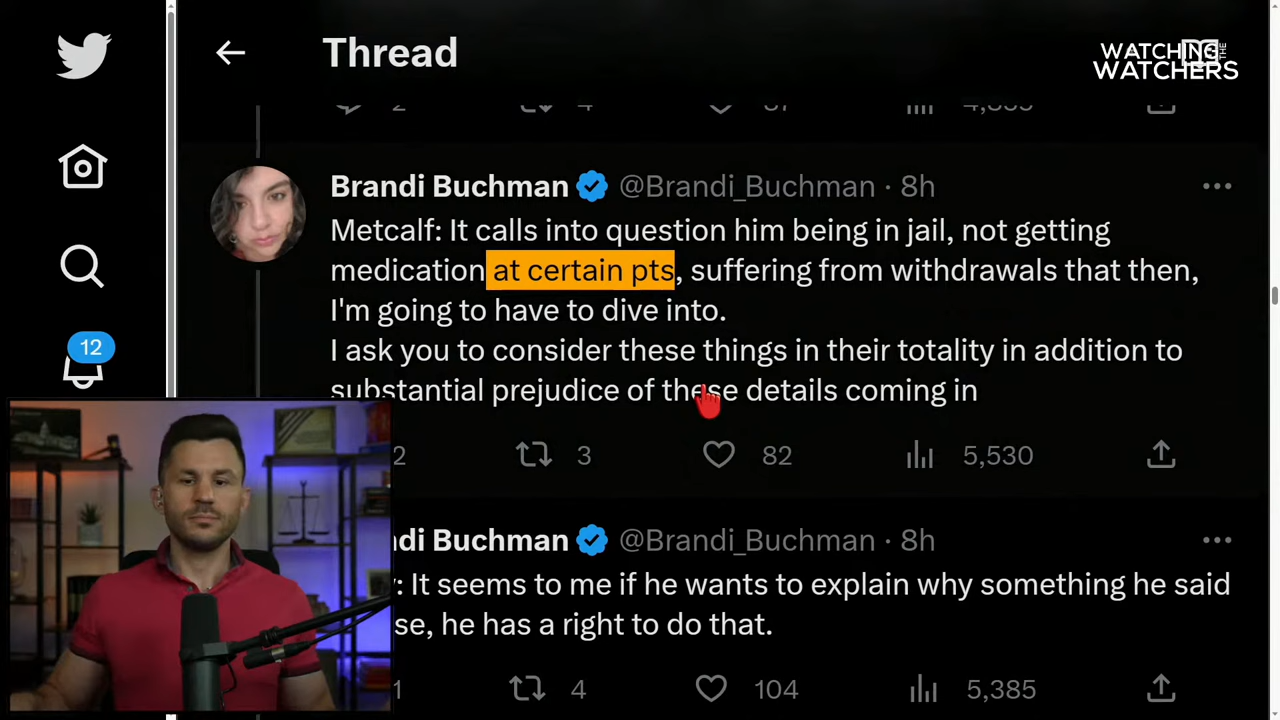 Thread
WATCHING
THE
WATCHERS
2 4 4,835
Brandi Buchman @Brandi_Buchman · 8h
Metcalf: It calls into question him being in jail, not getting
medication at certain pts, suffering from withdrawals that then,
I'm going to have to dive into.
I ask you to consider these things in their totality in addition to
substantial prejudice of these details coming in
2 3 82 5,530
12
di Buchman @Brandi_Buchman · 8h
: It seems to me if he wants to explain why something he said
se, he has a right to do that.
1 4 104 5,385